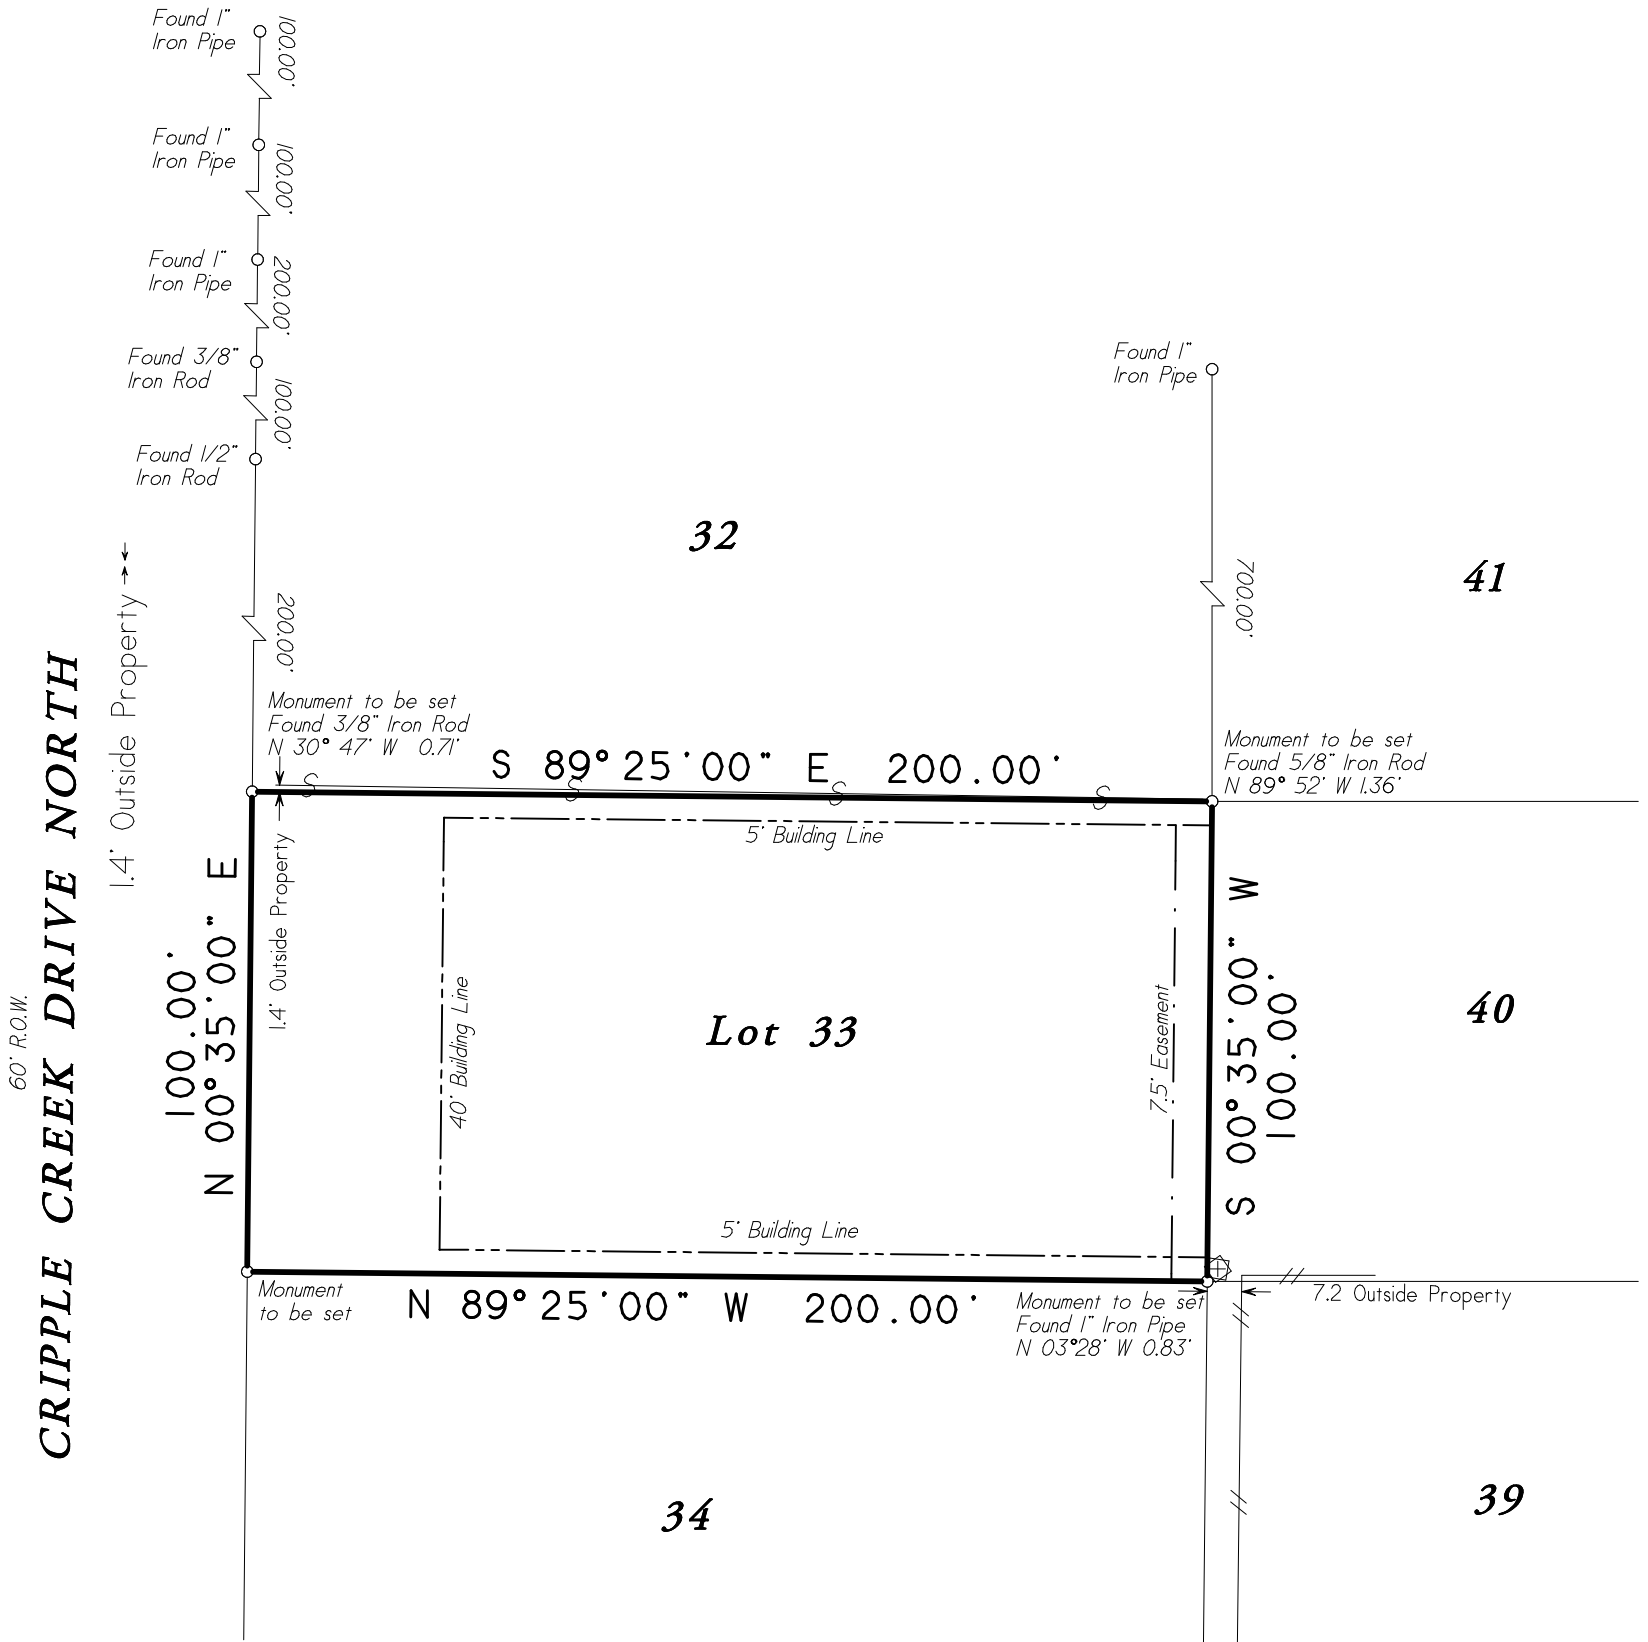 Found 1"
Iron Pipe
100.00'
Found 1"
Iron Pipe
100.00'
Found 1"
Iron Pipe
200.00'
Found 3/8"
Iron Rod
100.00'
Found 1/2"
Iron Rod
200.00'
Found 1"
Iron Pipe
700.00'
32
41
1.4' Outside Property
Monument to be set
Found 3/8" Iron Rod
N 30° 47' W 0.71'
S 89° 25'00" E 200.00'
Monument to be set
Found 5/8" Iron Rod
N 89° 52' W 1.36'
S S S S
5' Building Line
60' R.O.W.
CRIPPLE CREEK DRIVE NORTH
100.00'
N 00° 35'00" E
1.4' Outside Property
40' Building Line
Lot 33
7.5' Easement
S 00° 35'00" W
100.00'
40
5' Building Line
Monument
to be set
N 89° 25'00" W 200.00'
Monument to be set
Found 1" Iron Pipe
N 03°28' W 0.83'
7.2 Outside Property
34
39